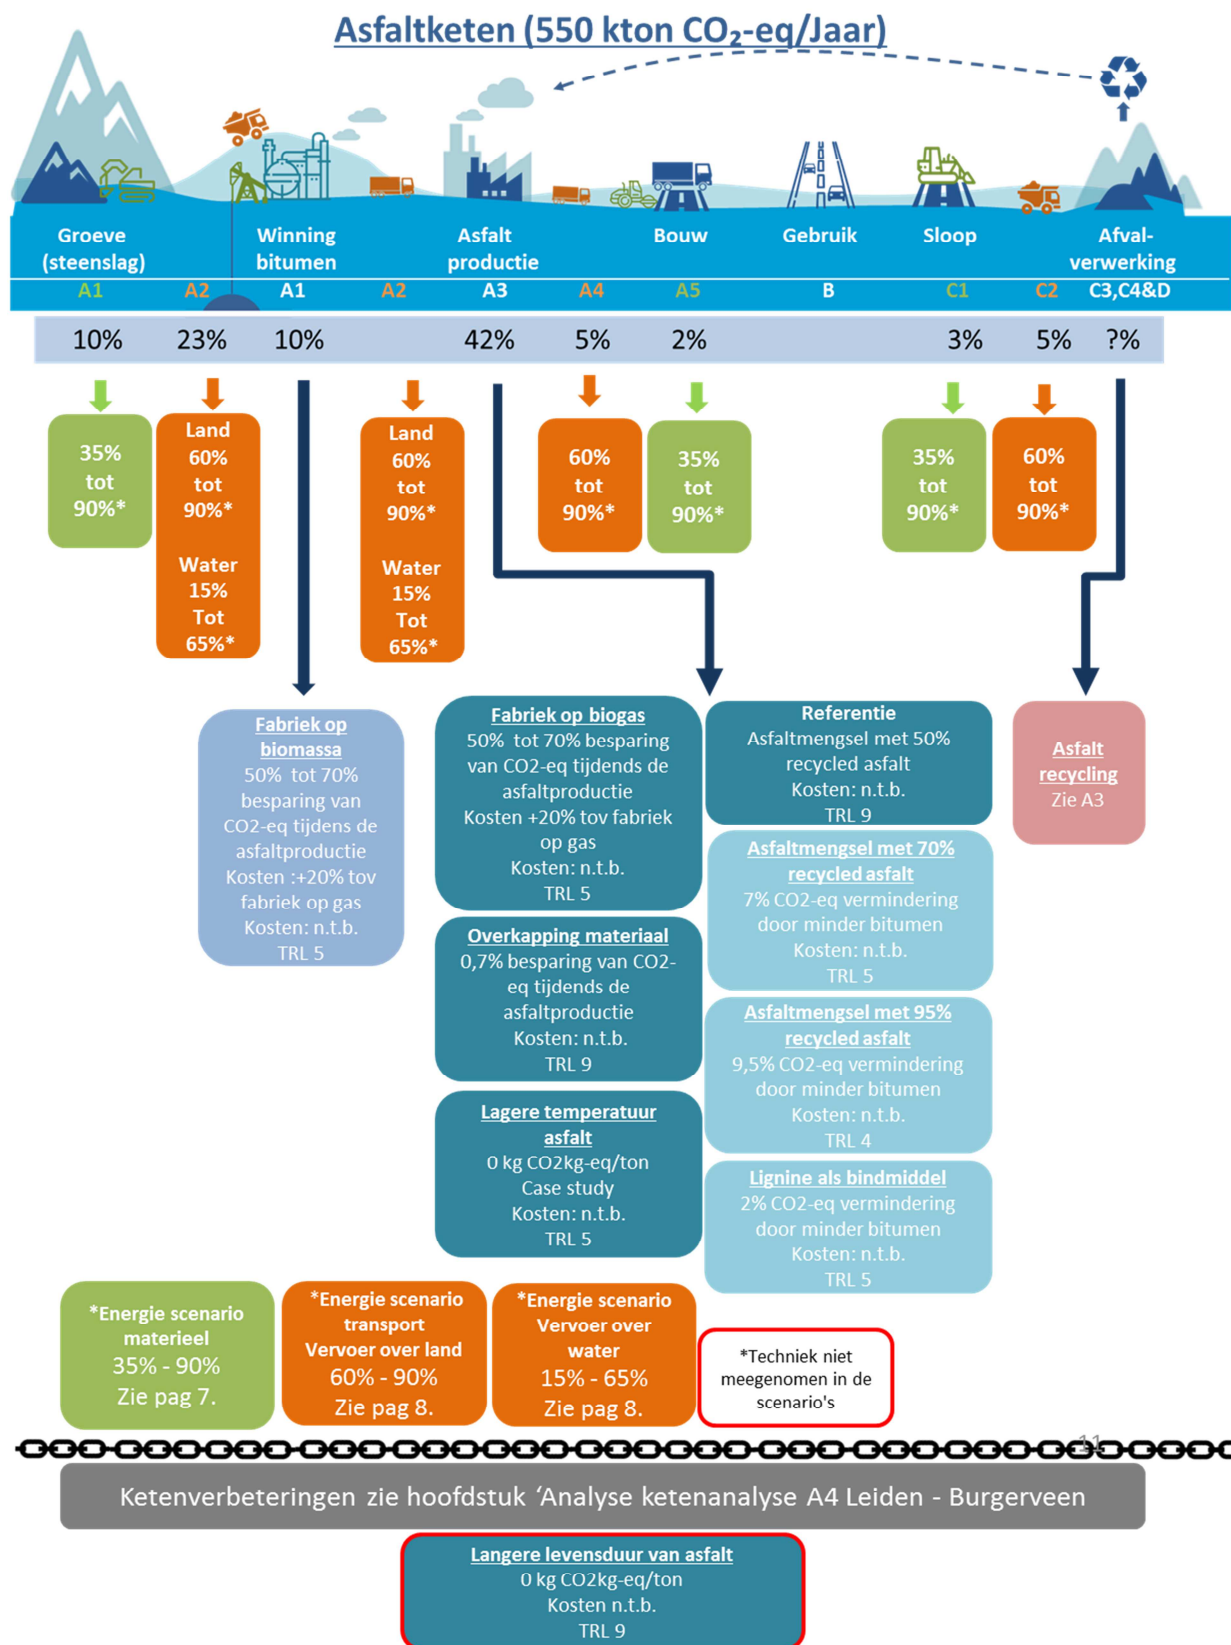 Asfaltketen (550 kton CO₂-eq/Jaar)
Groeve
(steenslag)
Winning
bitumen
Asfalt
productie
Bouw
Gebruik
Sloop
Afval-
verwerking
A1
A2
A1
A2
A3
A4
A5
B
C1
C2
C3,C4&D
10%
23%
10%
42%
5%
2%
3%
5%
?%
35%
tot
90%*
Land
60%
tot
90%*
Water
15%
Tot
65%*
Land
60%
tot
90%*
Water
15%
Tot
65%*
60%
tot
90%*
35%
tot
90%*
35%
tot
90%*
60%
tot
90%*
Fabriek op
biomassa
50% tot 70%
besparing van
CO2-eq tijdens de
asfaltproductie
Kosten :+20% tov
fabriek op gas
Kosten: n.t.b.
TRL 5
Fabriek op biogas
50% tot 70% besparing
van CO2-eq tijdends de
asfaltproductie
Kosten +20% tov fabriek
op gas
Kosten: n.t.b.
TRL 5
Overkapping materiaal
0,7% besparing van CO2-
eq tijdends de
asfaltproductie
Kosten: n.t.b.
TRL 9
Lagere temperatuur
asfalt
0 kg CO2kg-eq/ton
Case study
Kosten: n.t.b.
TRL 5
Referentie
Asfaltmengsel met 50%
recycled asfalt
Kosten: n.t.b.
TRL 9
Asfaltmengsel met 70%
recycled asfalt
7% CO2-eq vermindering
door minder bitumen
Kosten: n.t.b.
TRL 5
Asfaltmengsel met 95%
recycled asfalt
9,5% CO2-eq vermindering
door minder bitumen
Kosten: n.t.b.
TRL 4
Lignine als bindmiddel
2% CO2-eq vermindering
door minder bitumen
Kosten: n.t.b.
TRL 5
Asfalt
recycling
Zie A3
*Energie scenario
materieel
35% - 90%
Zie pag 7.
*Energie scenario
transport
Vervoer over land
60% - 90%
Zie pag 8.
*Energie scenario
Vervoer over
water
15% - 65%
Zie pag 8.
*Techniek niet
meegenomen in de
scenario's
11
Ketenverbeteringen zie hoofdstuk ‘Analyse ketenanalyse A4 Leiden - Burgerveen
Langere levensduur van asfalt
0 kg CO2kg-eq/ton
Kosten n.t.b.
TRL 9